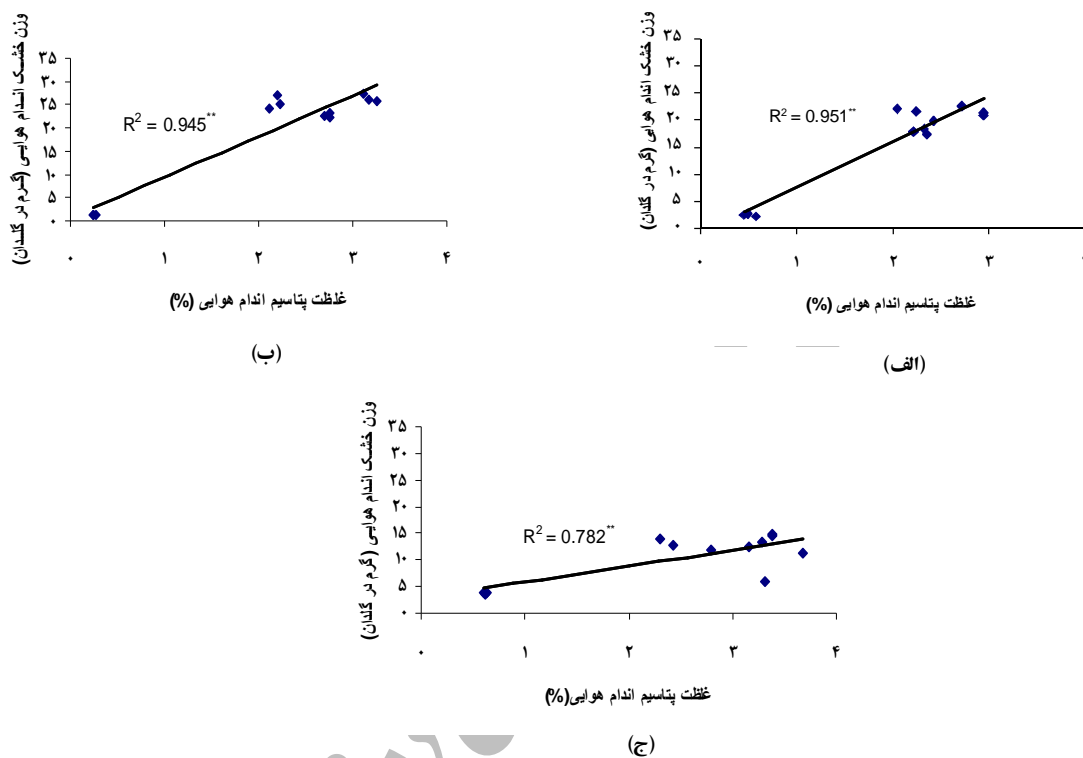 وزن خشک اندام هوایی (گرم در گلدان)
۳۵
۳۰
۲۵
۲۰
۱۵
۱۰
۵
۰
R² = 0.951**
۰ ۱ ۲ ۳
غلظت پتاسیم اندام هوایی (%)
(الف)
وزن خشک اندام هوایی (گرم در گلدان)
۳۵
۳۰
۲۵
۲۰
۱۵
۱۰
۵
۰
R² = 0.945**
۰ ۱ ۲ ۳ ۴
غلظت پتاسیم اندام هوایی (%)
(ب)
وزن خشک اندام هوایی (گرم در گلدان)
۳۵
۳۰
۲۵
۲۰
۱۵
۱۰
۵
۰
R² = 0.782**
۰ ۱ ۲ ۳ ۴
غلظت پتاسیم اندام هوایی(%)
(ج)